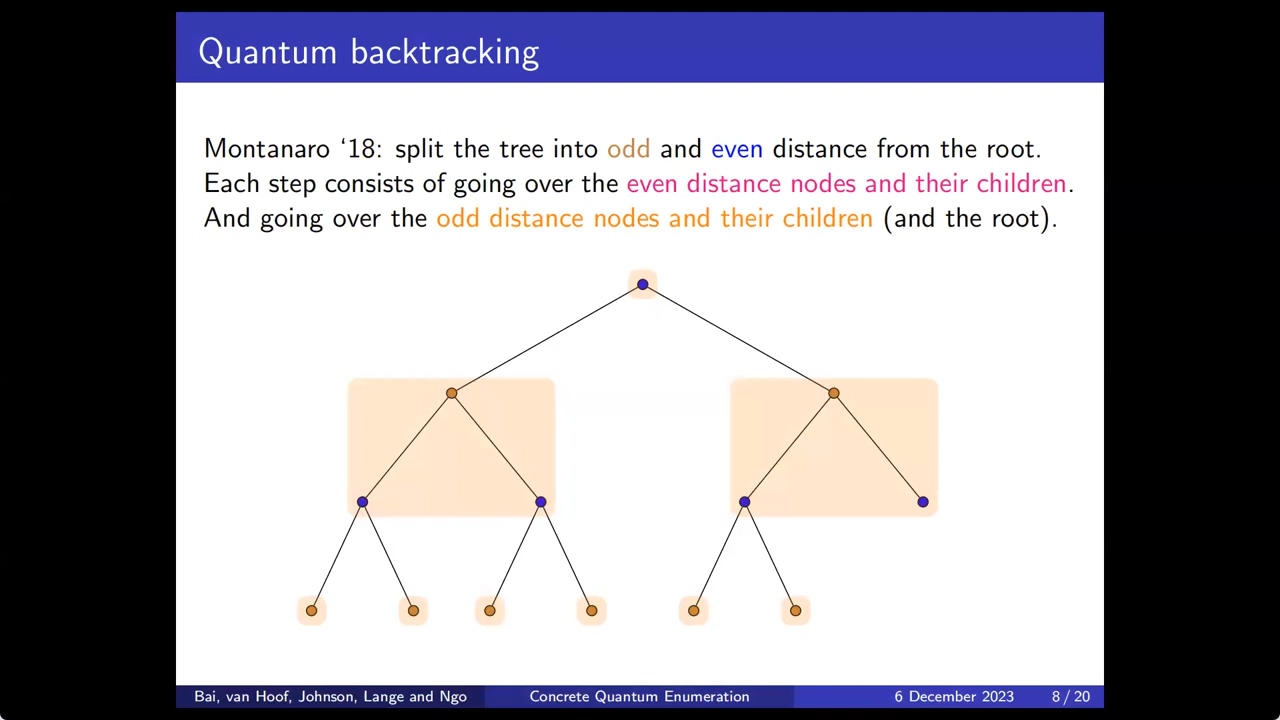 Quantum backtracking
Montanaro ‘18: split the tree into odd and even distance from the root.
Each step consists of going over the even distance nodes and their children.
And going over the odd distance nodes and their children (and the root).
Bai, van Hoof, Johnson, Lange and Ngo
Concrete Quantum Enumeration
6 December 2023
8 / 20